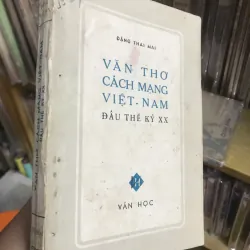 ĐẶNG THAI MAI
VĂN THƠ
CÁCH MẠNG
VIỆT-NAM
ĐẦU THẾ KỶ XX
VĂN HỌC